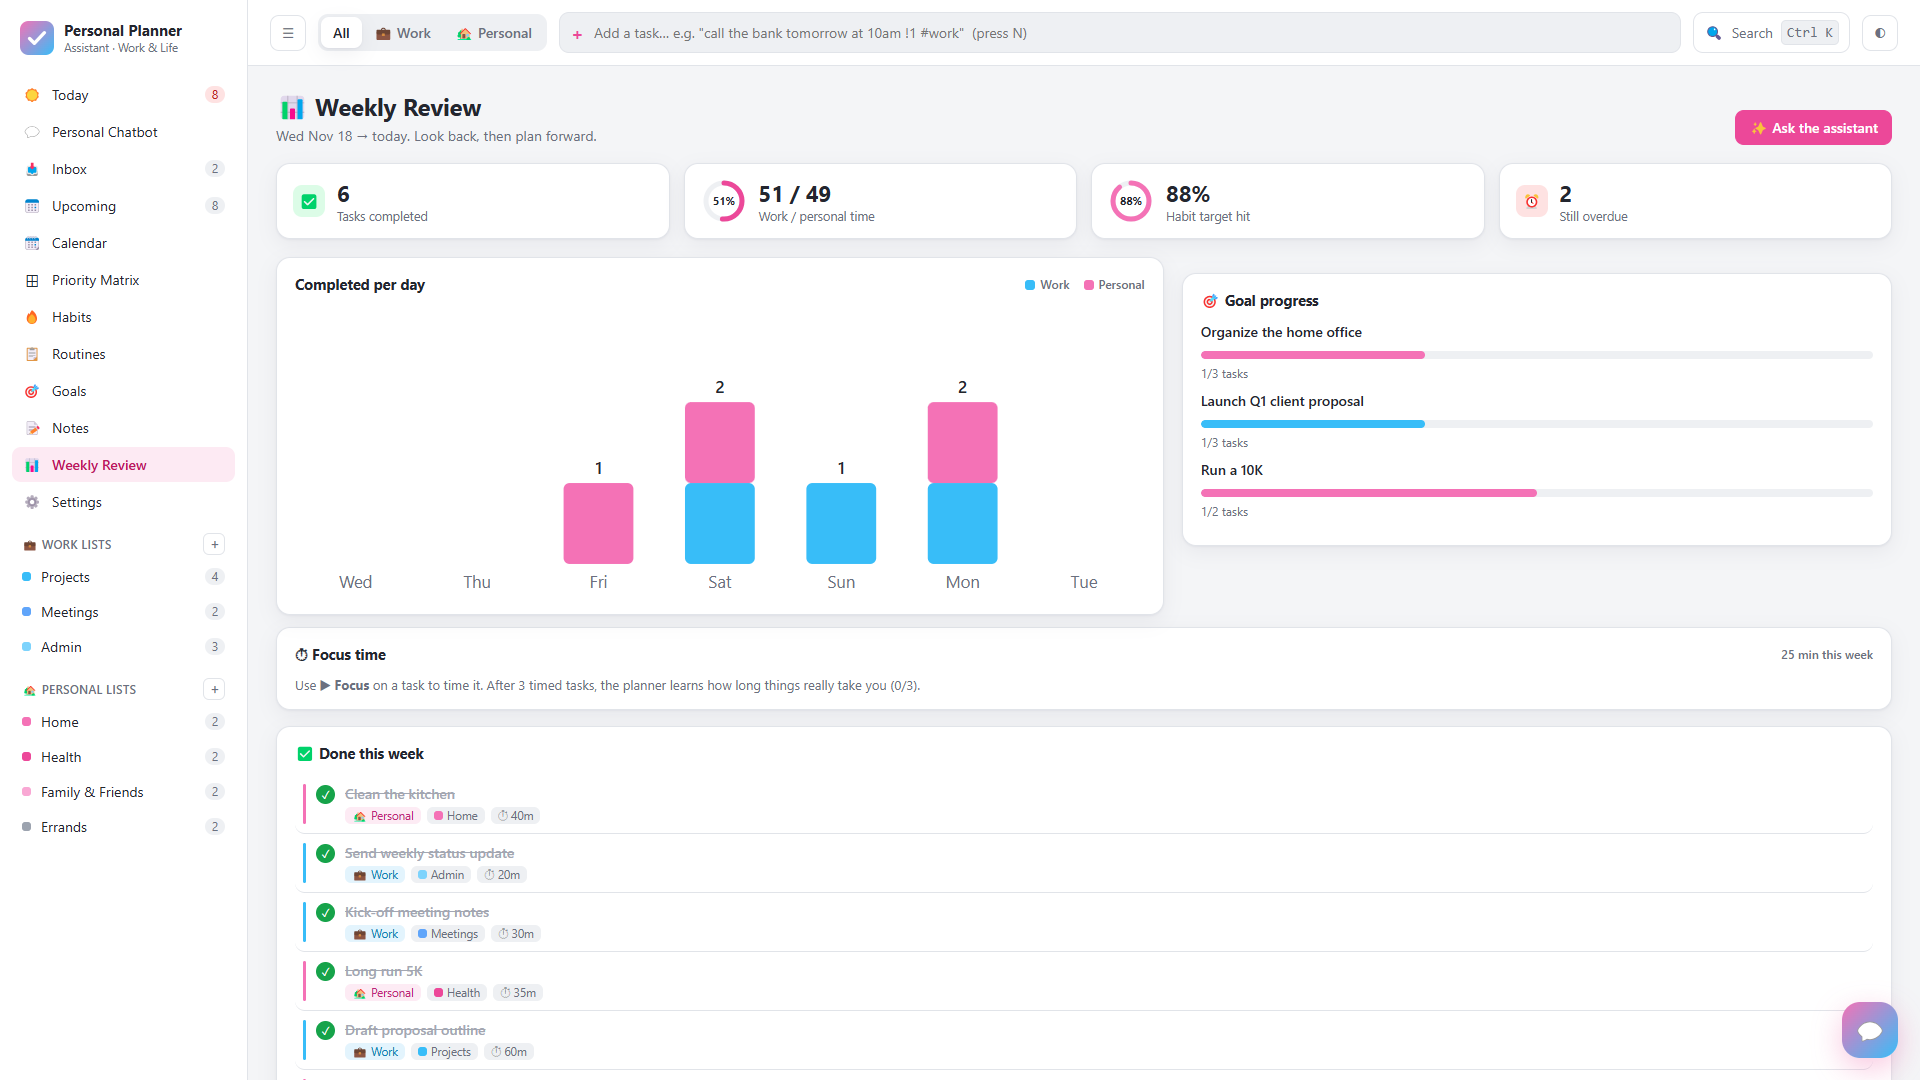 Personal Planner
Assistant · Work & Life
Today 8
Personal Chatbot
Inbox 2
Upcoming 8
Calendar
Priority Matrix
Habits
Routines
Goals
Notes
Weekly Review
Settings
WORK LISTS +
Projects 4
Meetings 2
Admin 3
PERSONAL LISTS +
Home 2
Health 2
Family & Friends 2
Errands 2
All Work Personal
+ Add a task... e.g. "call the bank tomorrow at 10am !1 #work" (press N)
Search Ctrl K
Weekly Review
Wed Nov 18 → today. Look back, then plan forward.
Ask the assistant
6
Tasks completed
51%
51 / 49
Work / personal time
88%
88%
Habit target hit
2
Still overdue
Completed per day
Work Personal
1 2 1 2
Wed Thu Fri Sat Sun Mon Tue
Goal progress
Organize the home office
1/3 tasks
Launch Q1 client proposal
1/3 tasks
Run a 10K
1/2 tasks
Focus time
25 min this week
Use ▶ Focus on a task to time it. After 3 timed tasks, the planner learns how long things really take you (0/3).
Done this week
Clean the kitchen
Personal Home 40m
Send weekly status update
Work Admin 20m
Kick-off meeting notes
Work Meetings 30m
Long run 5K
Personal Health 35m
Draft proposal outline
Work Projects 60m